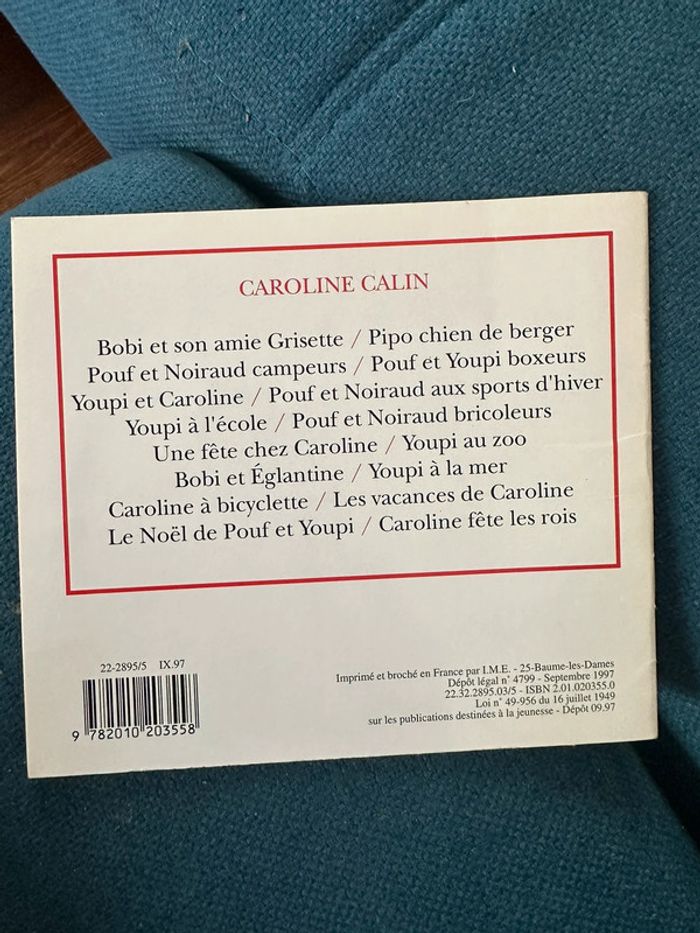 CAROLINE CALIN
Bobi et son amie Grisette / Pipo chien de berger
Pouf et Noiraud campeurs / Pouf et Youpi boxeurs
Youpi et Caroline / Pouf et Noiraud aux sports d'hiver
Youpi à l'école / Pouf et Noiraud bricoleurs
Une fête chez Caroline / Youpi au zoo
Bobi et Églantine / Youpi à la mer
Caroline à bicyclette / Les vacances de Caroline
Le Noël de Pouf et Youpi / Caroline fête les rois
22-2895/5 IX.97
9 782010 203558
Imprimé et broché en France par I.M.E. - 25-Baume-les-Dames
Dépôt légal n° 4799 - Septembre 1997
22.32.2895.03/5 - ISBN 2.01.020355.0
Loi n° 49-956 du 16 juillet 1949
sur les publications destinées à la jeunesse - Dépôt 09.97